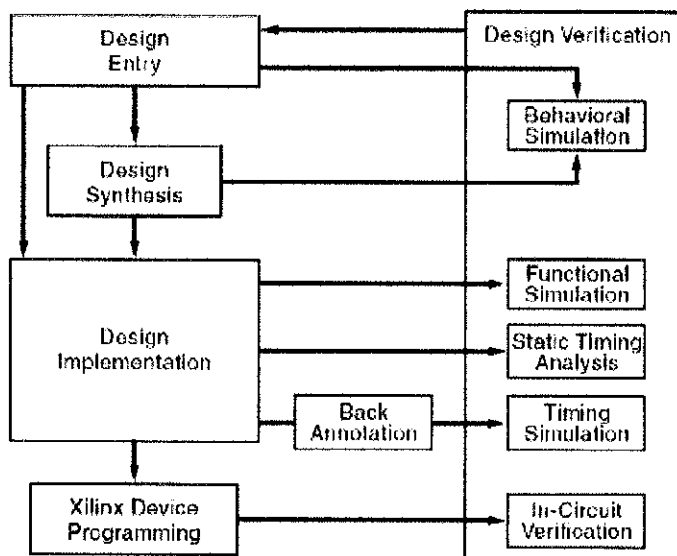 Design
Entry
Design Verification
Behavioral
Simulation
Design
Synthesis
Functional
Simulation
Design
Implementation
Static Timing
Analysis
Back
Annotation
Timing
Simulation
Xilinx Device
Programming
In-Circuit
Verification